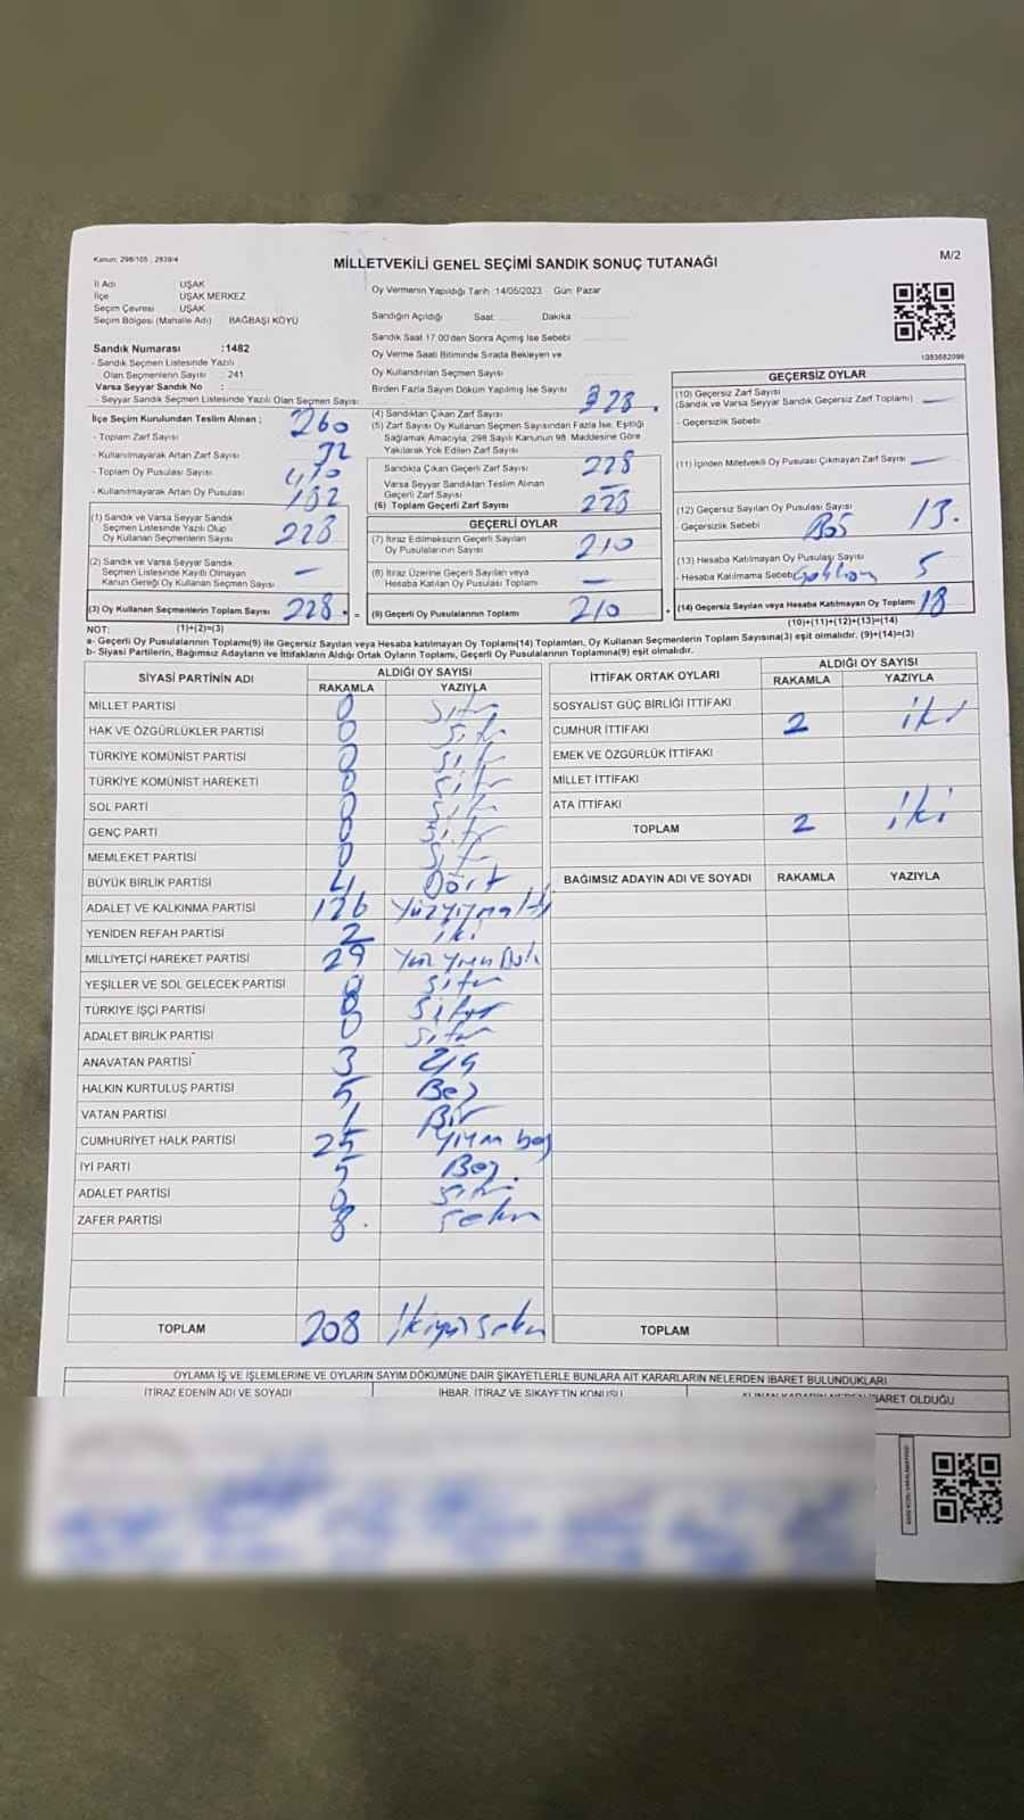 Kanun: 298/105 ; 2839/4
MİLLETVEKİLİ GENEL SEÇİMİ SANDIK SONUÇ TUTANAĞI
M/2
İl Adı : UŞAK
İlçe : UŞAK MERKEZ
Seçim Çevresi : UŞAK
Seçim Bölgesi (Mahalle Adı) : BAĞBAŞI KÖYÜ
Oy Vermenin Yapıldığı Tarih :14/05/2023 Gün: Pazar
Sandığın Açıldığı Saat: Dakika
Sandık Saat 17:00'den Sonra Açımış İse Sebebi
Sandık Numarası :1482
- Sandık Seçmen Listesinde Yazılı
Olan Seçmenlerin Sayısı : 241
Varsa Seyyar Sandık No :
- Seyyar Sandık Seçmen Listesinde Yazılı Olan Seçmen Sayısı:
Oy Verme Saati Bitiminde Sırada Bekleyen ve
Oy Kullandırılan Seçmen Sayısı
Birden Fazla Sayım Döküm Yapılmış İse Sayısı
İlçe Seçim Kurulundan Teslim Alınan ;
- Toplam Zarf Sayısı 260
- Kullanılmayarak Artan Zarf Sayısı 32
- Toplam Oy Pusulası Sayısı
- Kullanılmayarak Artan Oy Pusulası 182
(4) Sandıktan Çıkan Zarf Sayısı 328
(5) Zarf Sayısı Oy Kullanan Seçmen Sayısından Fazla İse, Eşitliği
Sağlamak Amacıyla, 298 Sayılı Kanunun 98. Maddesine Göre
Yakılarak Yok Edilen Zarf Sayısı
Sandıkta Çıkan Geçerli Zarf Sayısı 228
Varsa Seyyar Sandıktan Teslim Alınan
Geçerli Zarf Sayısı —
(6) Toplam Geçerli Zarf Sayısı 228
1083682096
GEÇERSİZ OYLAR
(10) Geçersiz Zarf Sayısı
(Sandık ve Varsa Seyyar Sandık Geçersiz Zarf Toplamı) —
- Geçersizlik Sebebi
(11) İçinden Milletvekili Oy Pusulası Çıkmayan Zarf Sayısı —
(12) Geçersiz Sayılan Oy Pusulası Sayısı 13.
- Geçersizlik Sebebi Boş
(13) Hesaba Katılmayan Oy Pusulası Sayısı 5
- Hesaba Katılmama Sebebi
(14) Geçersiz Sayılan veya Hesaba Katılmayan Oy Toplamı 18
(10)+(11)+(12)+(13)=(14)
(1) Sandık ve Varsa Seyyar Sandık
Seçmen Listesinde Yazılı Olup
Oy Kullanan Seçmenlerin Sayısı 228
(2) Sandık ve Varsa Seyyar Sandık
Seçmen Listesinde Kayıtlı Olmayan
Kanun Gereği Oy Kullanan Seçmen Sayısı —
(3) Oy Kullanan Seçmenlerin Toplam Sayısı 228 =
(1)+(2)=(3)
GEÇERLİ OYLAR
(7) İtiraz Edilmeksizin Geçerli Sayılan
Oy Pusulalarının Sayısı 210
(8) İtiraz Üzerine Geçerli Sayılan veya
Hesaba Katılan Oy Pusulası Toplamı —
(9) Geçerli Oy Pusulalarının Toplamı 210 +
NOT:
a- Geçerli Oy Pusulalarının Toplamı(9) ile Geçersiz Sayılan veya Hesaba katılmayan Oy Toplamı(14) Toplamları, Oy Kullanan Seçmenlerin Toplam Sayısına(3) eşit olmalıdır. (9)+(14)=(3)
b- Siyasi Partilerin, Bağımsız Adayların ve İttifakların Aldığı Ortak Oyların Toplamı, Geçerli Oy Pusulalarının Toplamına(9) eşit olmalıdır.
SİYASİ PARTİNİN ADI ALDIĞI OY SAYISI
RAKAMLA YAZIYLA
MİLLET PARTİSİ 0 sıfır
HAK VE ÖZGÜRLÜKLER PARTİSİ 0 sıfır
TÜRKİYE KOMÜNİST PARTİSİ 0 sıfır
TÜRKİYE KOMÜNİST HAREKETİ 0 sıfır
SOL PARTİ 0 sıfır
GENÇ PARTİ 0 sıfır
MEMLEKET PARTİSİ 0 sıfır
BÜYÜK BİRLİK PARTİSİ 4 Dört
ADALET VE KALKINMA PARTİSİ 126
YENİDEN REFAH PARTİSİ 2 iki
MİLLİYETÇİ HAREKET PARTİSİ 29
YEŞİLLER VE SOL GELECEK PARTİSİ 0 sıfır
TÜRKİYE İŞÇİ PARTİSİ 0 sıfır
ADALET BİRLİK PARTİSİ 0 sıfır
ANAVATAN PARTİSİ 3 Üç
HALKIN KURTULUŞ PARTİSİ 5 Beş
VATAN PARTİSİ 1 Bir
CUMHURİYET HALK PARTİSİ 25 yirmi beş
İYİ PARTİ 5 Beş.
ADALET PARTİSİ 0 sıfır
ZAFER PARTİSİ 8. sekiz
TOPLAM 208 ikiyüz sekiz
İTTİFAK ORTAK OYLARI ALDIĞI OY SAYISI
RAKAMLA YAZIYLA
SOSYALİST GÜÇ BİRLİĞİ İTTİFAKI
CUMHUR İTTİFAKI 2 iki
EMEK VE ÖZGÜRLÜK İTTİFAKI
MİLLET İTTİFAKI
ATA İTTİFAKI
TOPLAM 2 iki
BAĞIMSIZ ADAYIN ADI VE SOYADI RAKAMLA YAZIYLA
TOPLAM
OYLAMA İŞ VE İŞLEMLERİNE VE OYLARIN SAYIM DÖKÜMÜNE DAİR ŞİKAYETLERLE BUNLARA AİT KARARLARIN NELERDEN İBARET BULUNDUKLARI
İTİRAZ EDENİN ADI VE SOYADI İHBAR, İTİRAZ VE ŞİKAYETİN KONUSU İBARET OLDUĞU